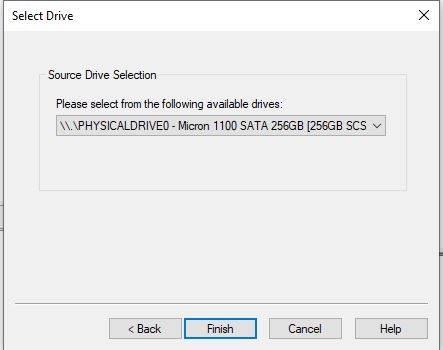 Select Drive
Source Drive Selection
Please select from the following available drives:
\\.\PHYSICALDRIVE0 - Micron 1100 SATA 256GB [256GB SCS
< Back
Finish
Cancel
Help